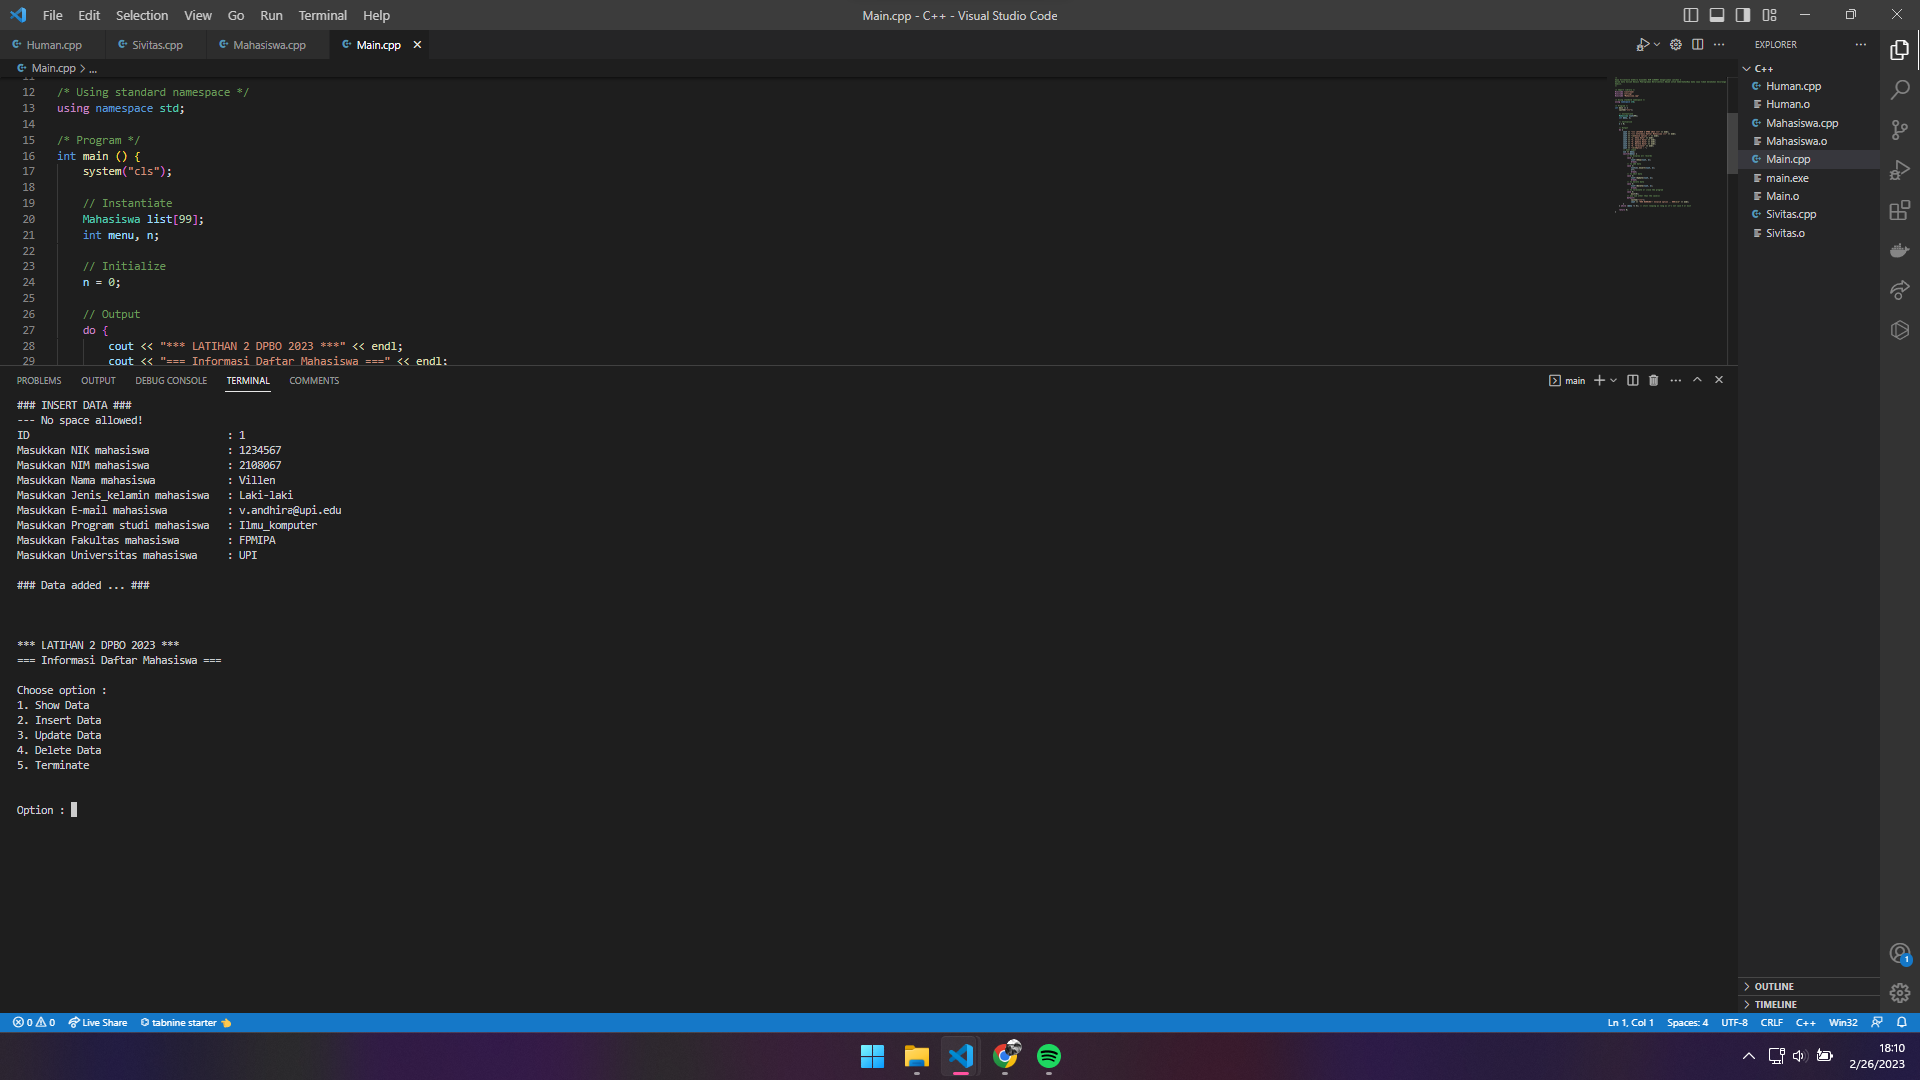 File Edit Selection View Go Run Terminal Help
Main.cpp - C++ - Visual Studio Code
Human.cpp Sivitas.cpp Mahasiswa.cpp Main.cpp
Main.cpp > ...
11
12 /* Using standard namespace */
13 using namespace std;
14
15 /* Program */
16 int main () {
17 system("cls");
18
19 // Instantiate
20 Mahasiswa list[99];
21 int menu, n;
22
23 // Initialize
24 n = 0;
25
26 // Output
27 do {
28 cout << "*** LATIHAN 2 DPBO 2023 ***" << endl;
29 cout << "=== Informasi Daftar Mahasiswa ===" << endl;
PROBLEMS OUTPUT DEBUG CONSOLE TERMINAL COMMENTS
main
### INSERT DATA ###
--- No space allowed!
ID : 1
Masukkan NIK mahasiswa : 1234567
Masukkan NIM mahasiswa : 2108067
Masukkan Nama mahasiswa : Villen
Masukkan Jenis_kelamin mahasiswa : Laki-laki
Masukkan E-mail mahasiswa : v.andhira@upi.edu
Masukkan Program studi mahasiswa : Ilmu_komputer
Masukkan Fakultas mahasiswa : FPMIPA
Masukkan Universitas mahasiswa : UPI
### Data added ... ###
*** LATIHAN 2 DPBO 2023 ***
=== Informasi Daftar Mahasiswa ===
Choose option :
1. Show Data
2. Insert Data
3. Update Data
4. Delete Data
5. Terminate
Option :
EXPLORER
C++
Human.cpp
Human.o
Mahasiswa.cpp
Mahasiswa.o
Main.cpp
main.exe
Main.o
Sivitas.cpp
Sivitas.o
OUTLINE
TIMELINE
1
0 0 Live Share tabnine starter
Ln 1, Col 1 Spaces: 4 UTF-8 CRLF C++ Win32
18:10
2/26/2023